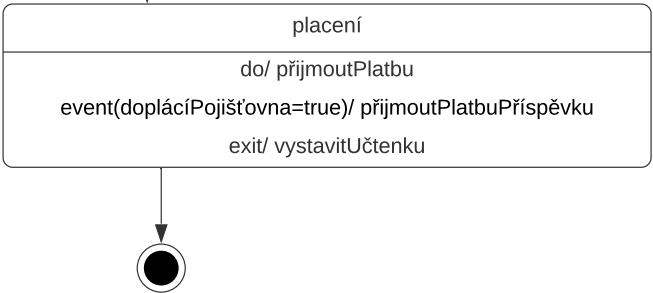 placení
do/ přijmoutPlatbu
event(doplácíPojišťovna=true)/ přijmoutPlatbuPříspěvku
exit/ vystavitUčtenku